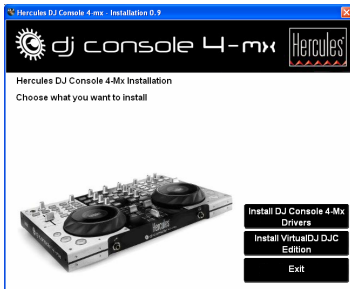 Hercules DJ Console 4-mx - Installation 0.9
dj console 4-mx
Hercules
Hercules DJ Console 4-Mx Installation
Choose what you want to install
Hercules
Install DJ Console 4-Mx
Drivers
Install VirtualDJ DJC
Edition
Exit